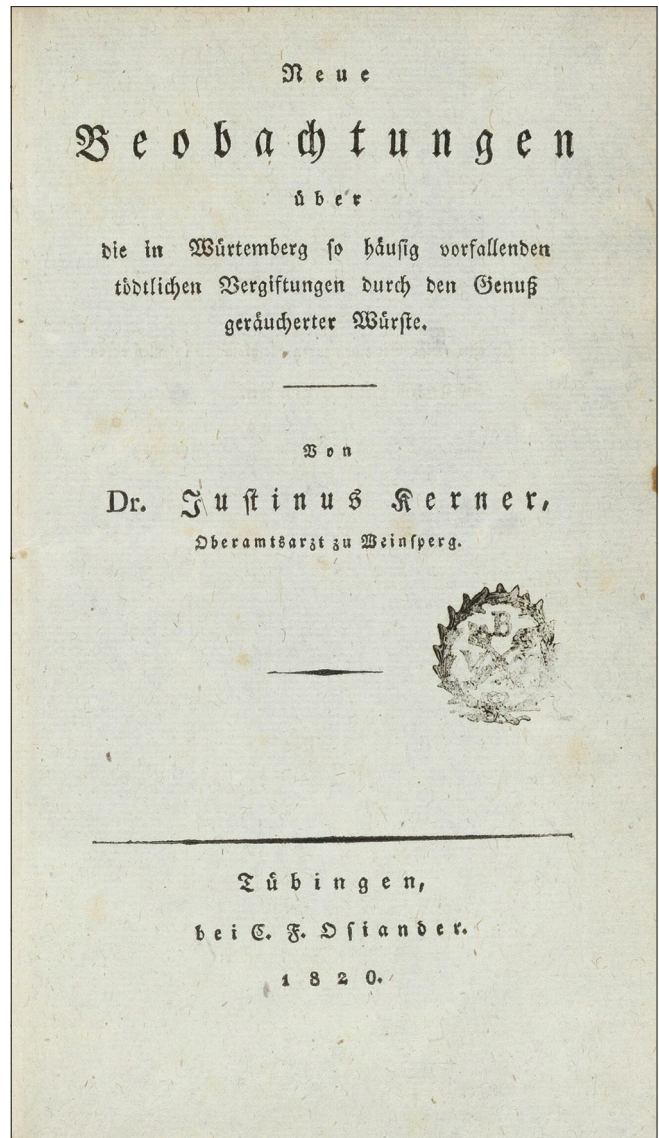 Neue
Beobachtungen
über
die in Würtemberg so häufig vorfallenden
tödtlichen Vergiftungen durch den Genuß
geräucherter Würste.
Von
Dr. Justinus Kerner,
Oberamtsarzt zu Weinsperg.
B
V
Tübingen,
bei C. F. Osiander.
1820.